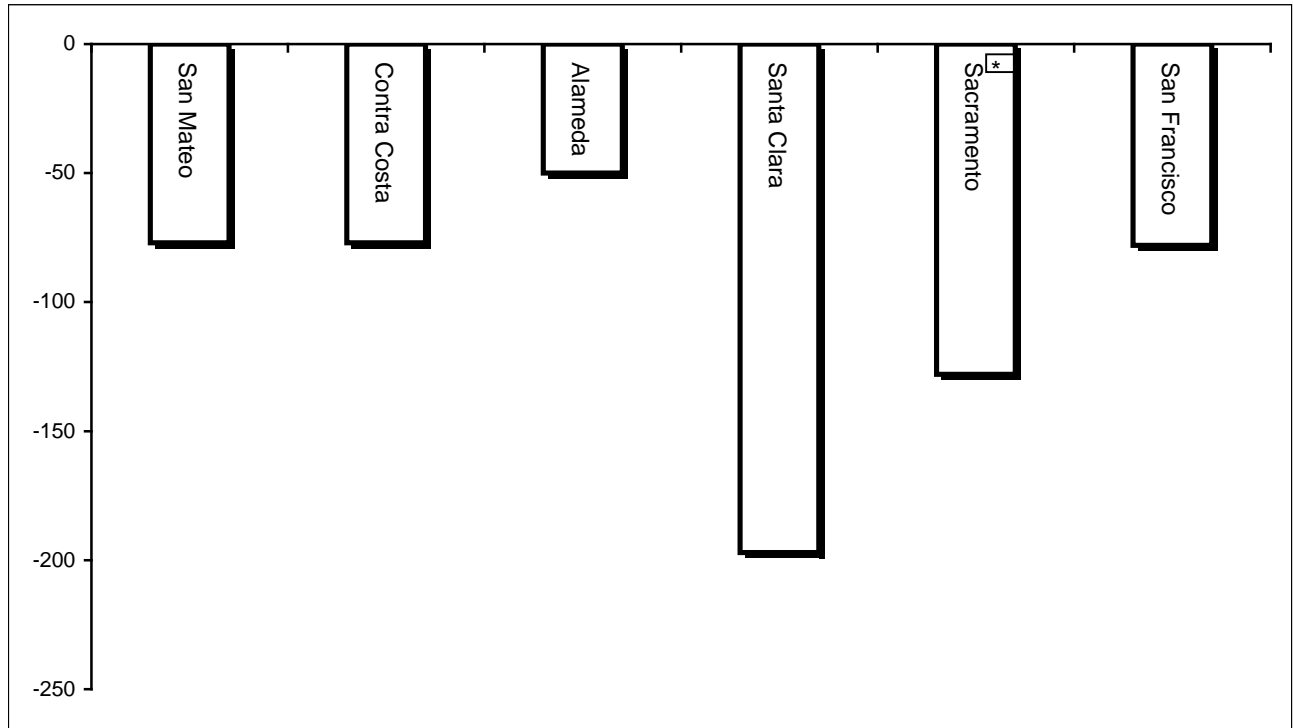 0
-50
-100
-150
-200
-250
San Mateo
Contra Costa
Alameda
Santa Clara
Sacramento
*
San Francisco